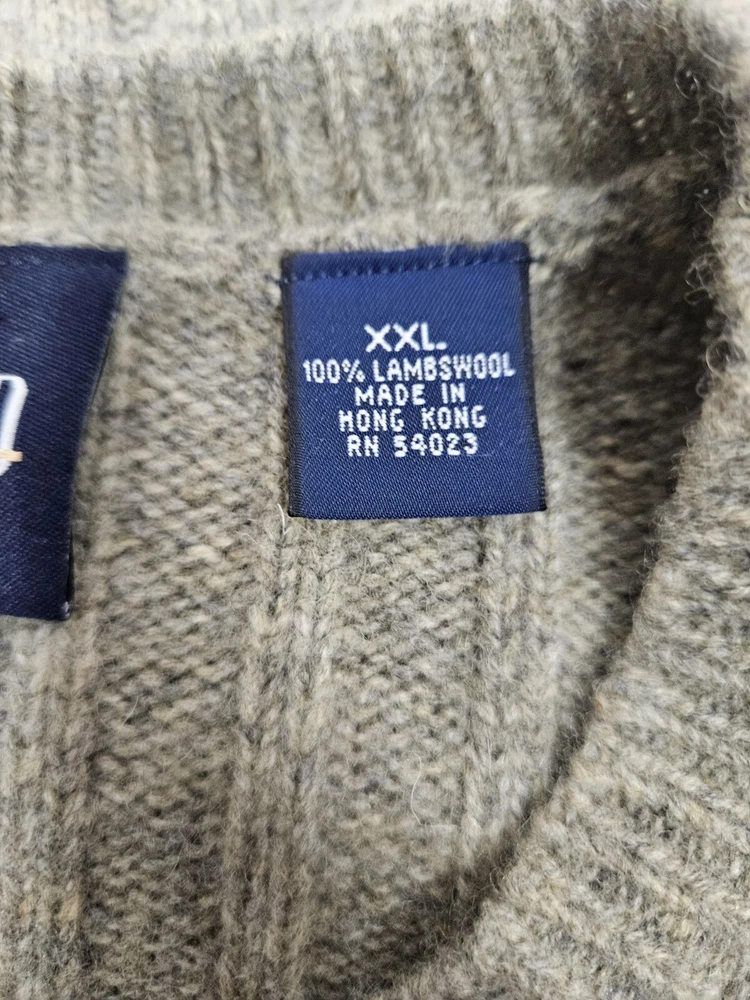 XXL
100% LAMBSWOOL
MADE IN
HONG KONG
RN 54023